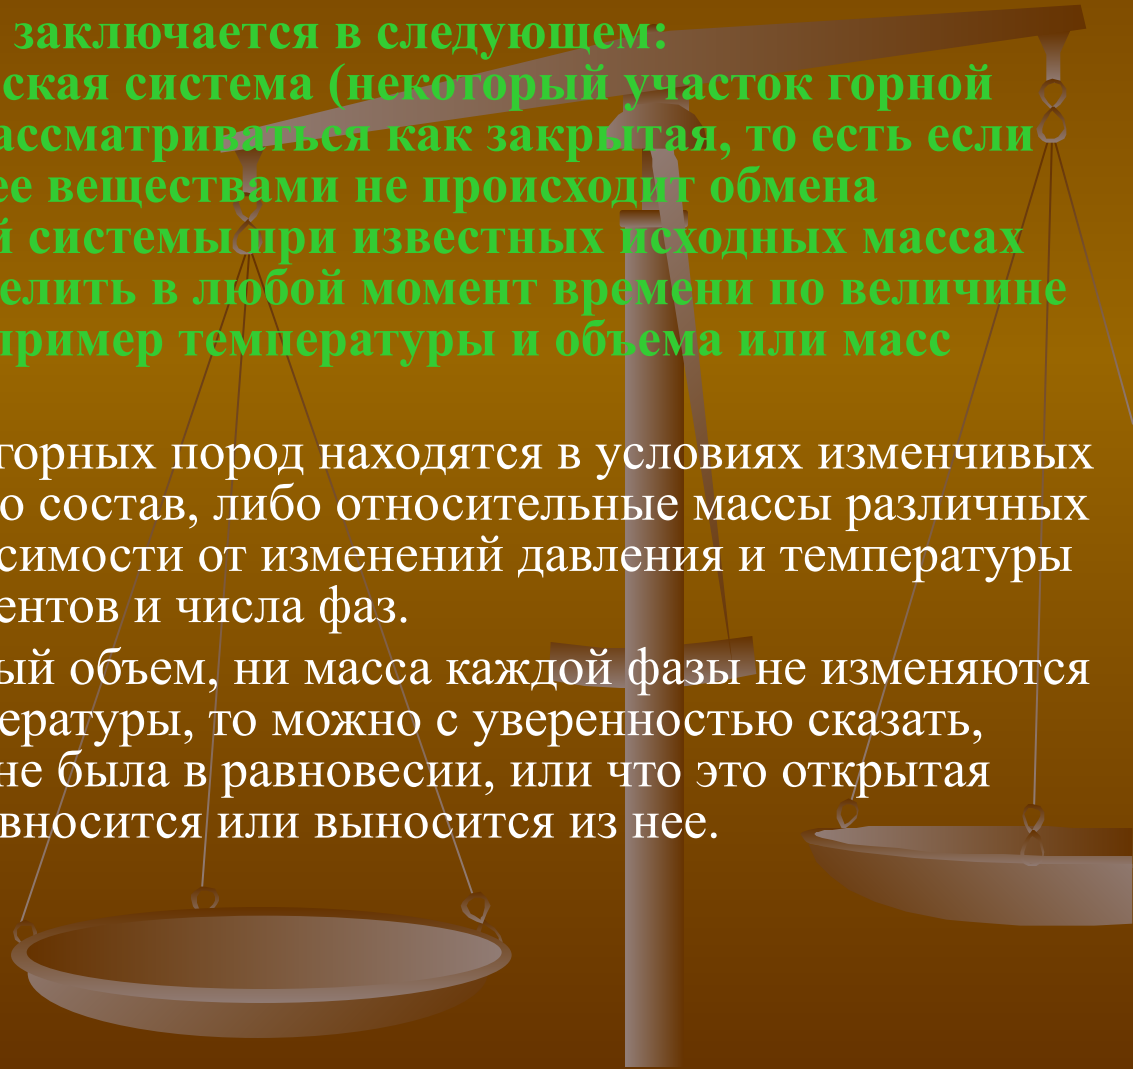 заключается в следующем:
ская система (некоторый участок горной
ассматриваться как закрытая, то есть если
ее веществами не происходит обмена
й системы при известных исходных массах
елить в любой момент времени по величине
пример температуры и объема или масс
горных пород находятся в условиях изменчивых
о состав, либо относительные массы различных
симости от изменений давления и температуры
ентов и числа фаз.
ый объем, ни масса каждой фазы не изменяются
ературы, то можно с уверенностью сказать,
не была в равновесии, или что это открытая
вносится или выносится из нее.